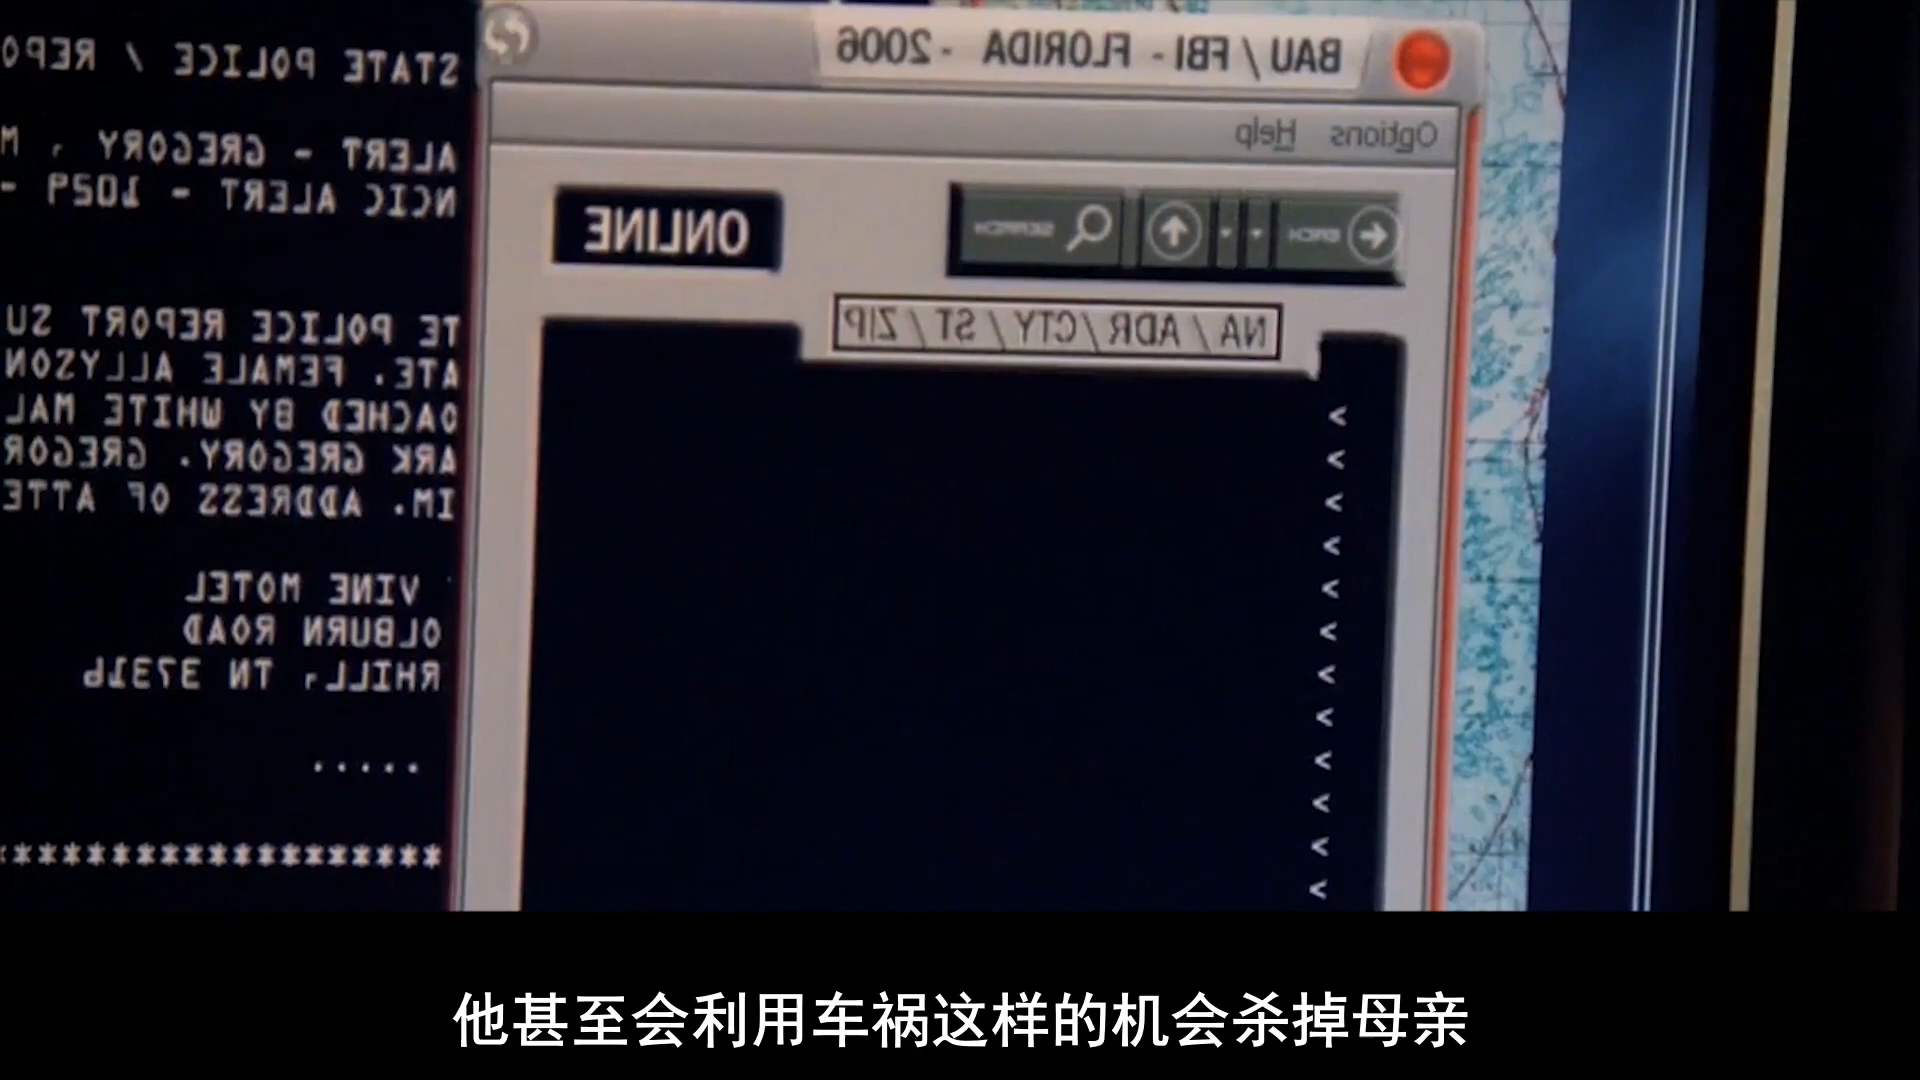 STATE POLICE / REPO
ALERT - GREGORY, M
NCIC ALERT - 1059 -
TE POLICE REPORT SU
ATE. FEMALE ALLYSON
OACHED BY WHITE MAL
ARK GREGORY. GREGOR
IM. ADDRESS OF ATTE
VINE MOTEL
OLBURN ROAD
RHILL, TN 37316
.....
******************
BAU / FBI - FLORIDA - 2006
Options Help
BACK SEARCH
ONLINE
NA / ADR / CTY / ST / ZIP
>
>
>
>
>
>
>
>
>
>
>
>
他甚至会利用车祸这样的机会杀掉母亲